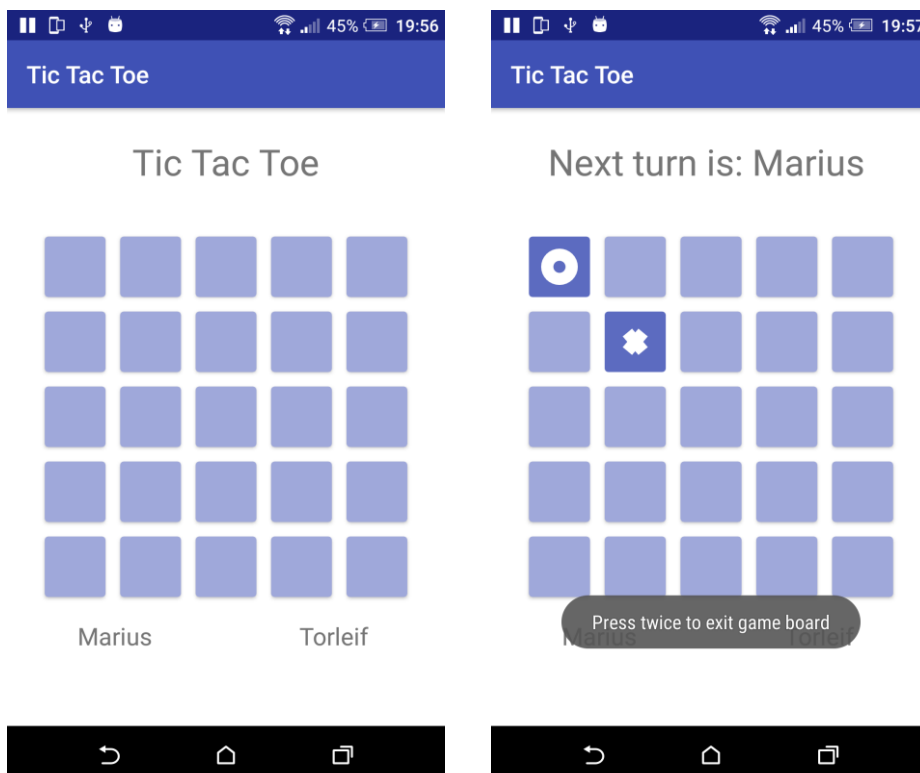 45% 19:56
Tic Tac Toe
Tic Tac Toe
Marius Torleif
45% 19:57
Tic Tac Toe
Next turn is: Marius
Press twice to exit game board
Marius Torleif